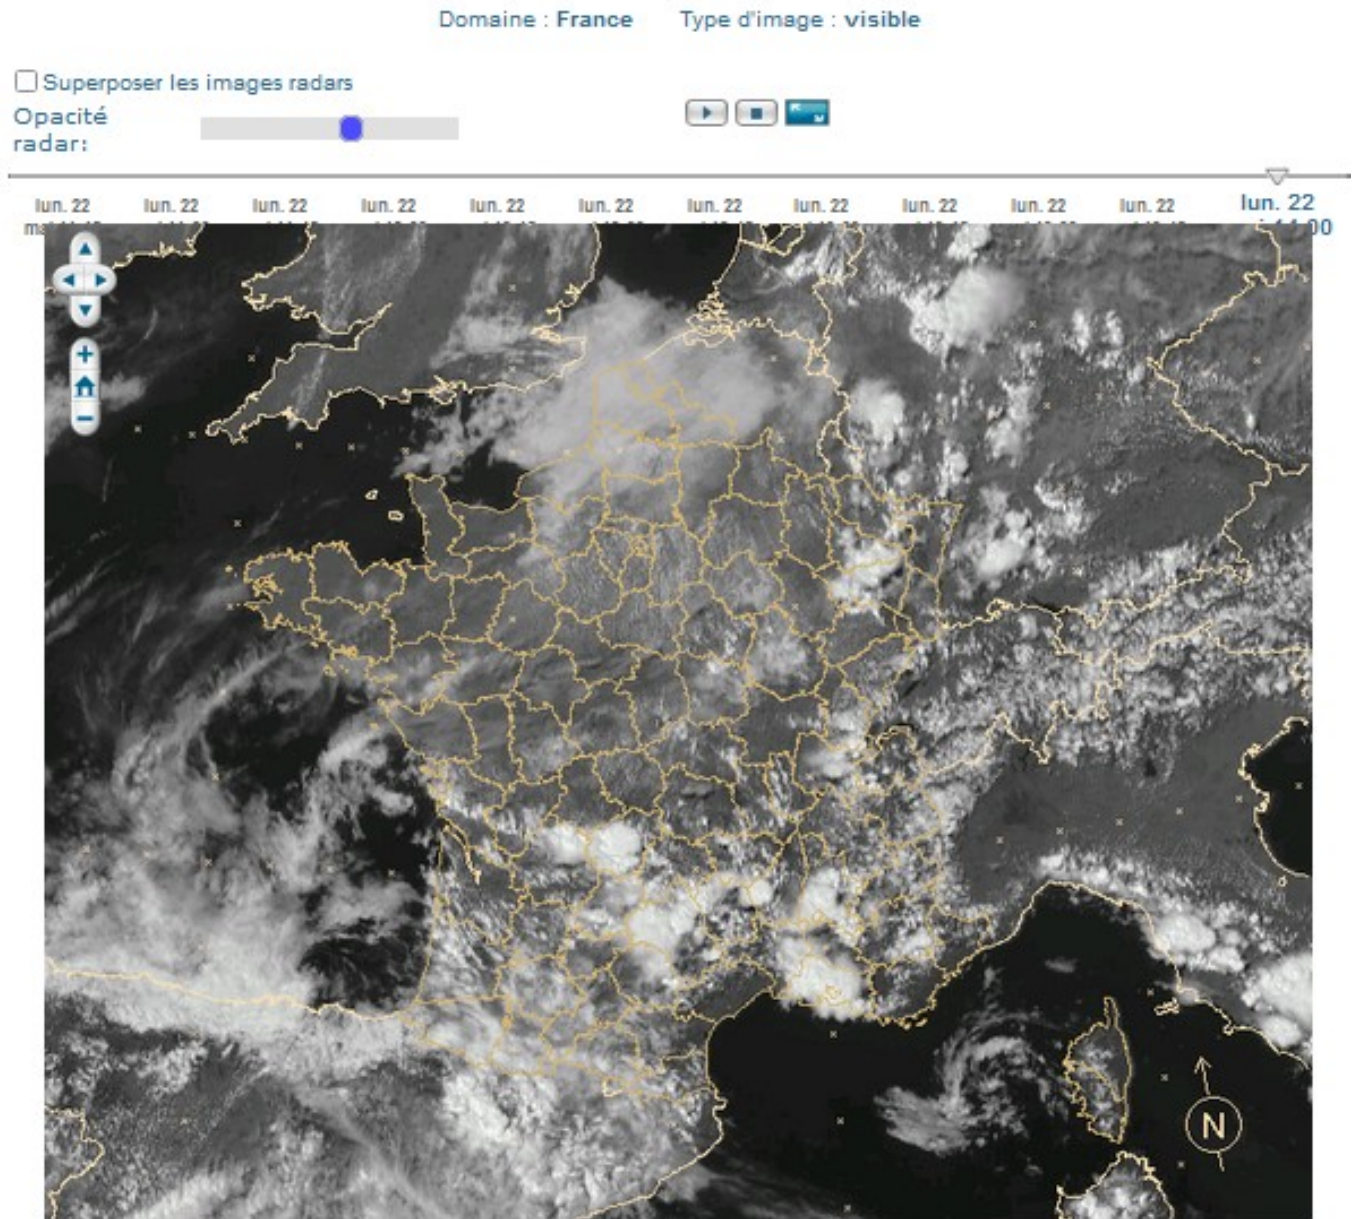 Domaine : France Type d'image : visible
Superposer les images radars
Opacité
radar:
lun. 22 lun. 22 lun. 22 lun. 22 lun. 22 lun. 22 lun. 22 lun. 22 lun. 22 lun. 22 lun. 22 lun. 22
N